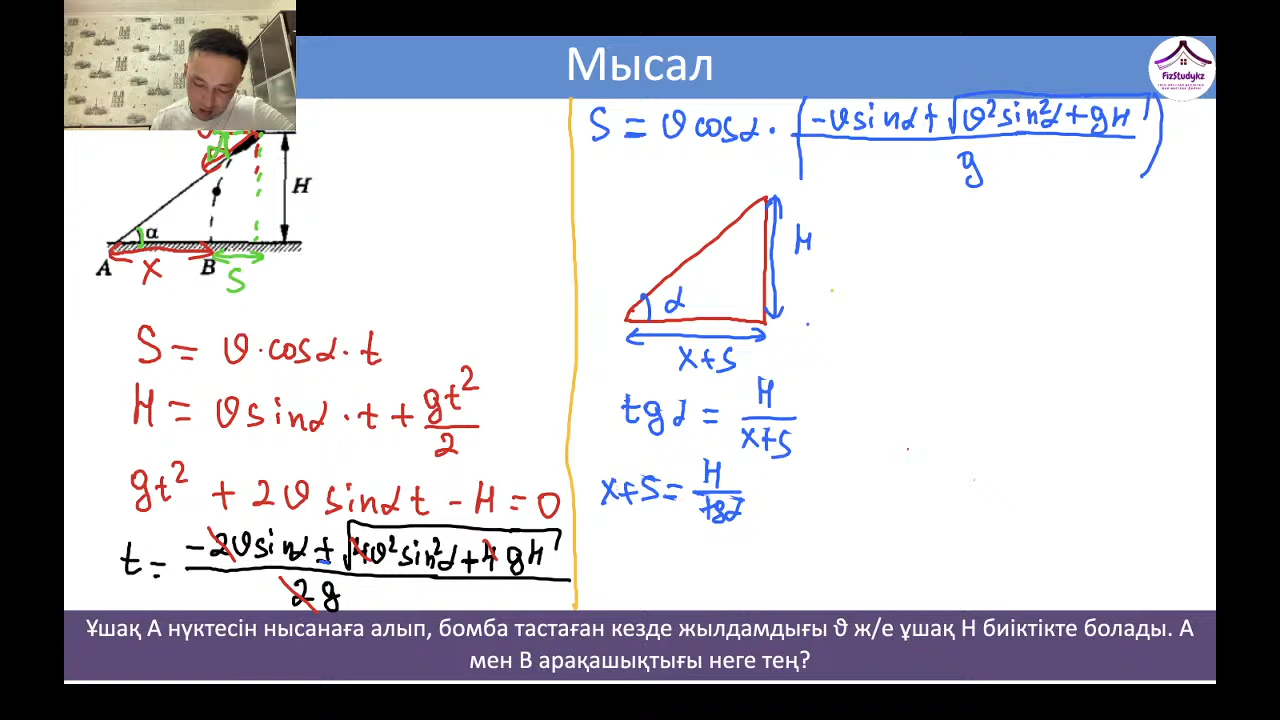 Мысал
FizStudykz
H
α
A
X
B
S
S = ϑ·cosα·t
H = ϑsinα·t + gt²/2
gt² + 2ϑ sinαt - H = 0
t = (-2ϑsinα ± √(4ϑ²sin²α + 4gH))/2g
S = ϑcosα·((-ϑsinα + √(ϑ²sin²α + gH))/g)
H
α
x+s
tgα = H/(x+s)
x+s = H/tgα
Ұшақ А нүктесін нысанаға алып, бомба тастаған кезде жылдамдығы ϑ ж/е ұшақ H биіктікте болады. А
мен В арақашықтығы неге тең?